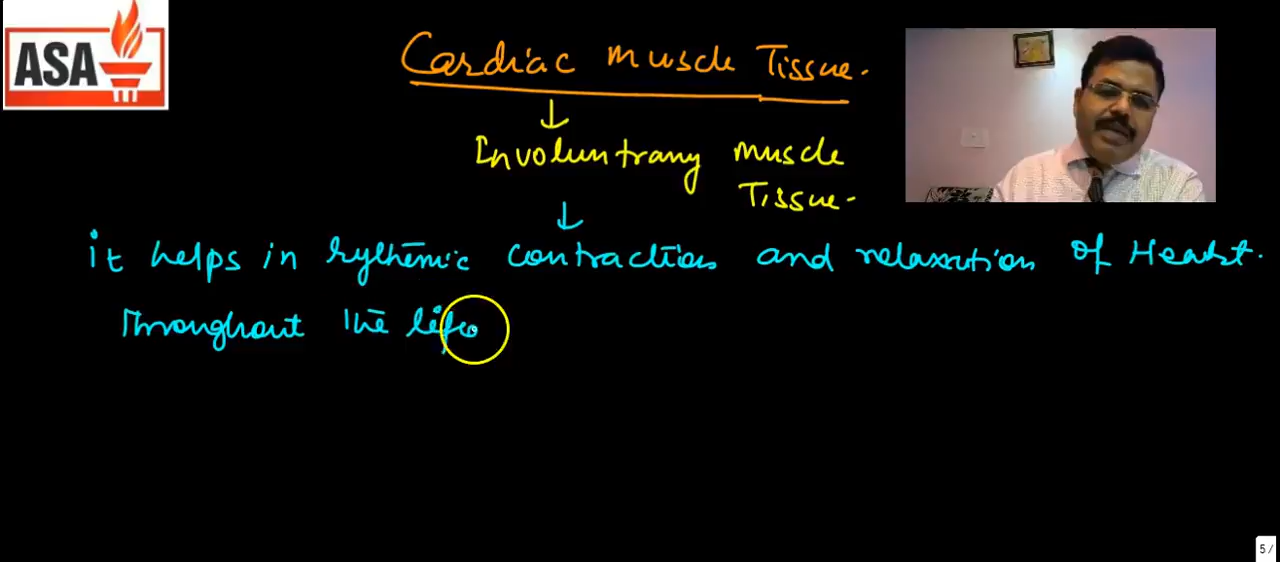 ASA
Cardiac muscle Tissue.
Involuntrany muscle
Tissue.
it helps in rythemic contraction and relaxation of Heart.
Throughout the life
5/